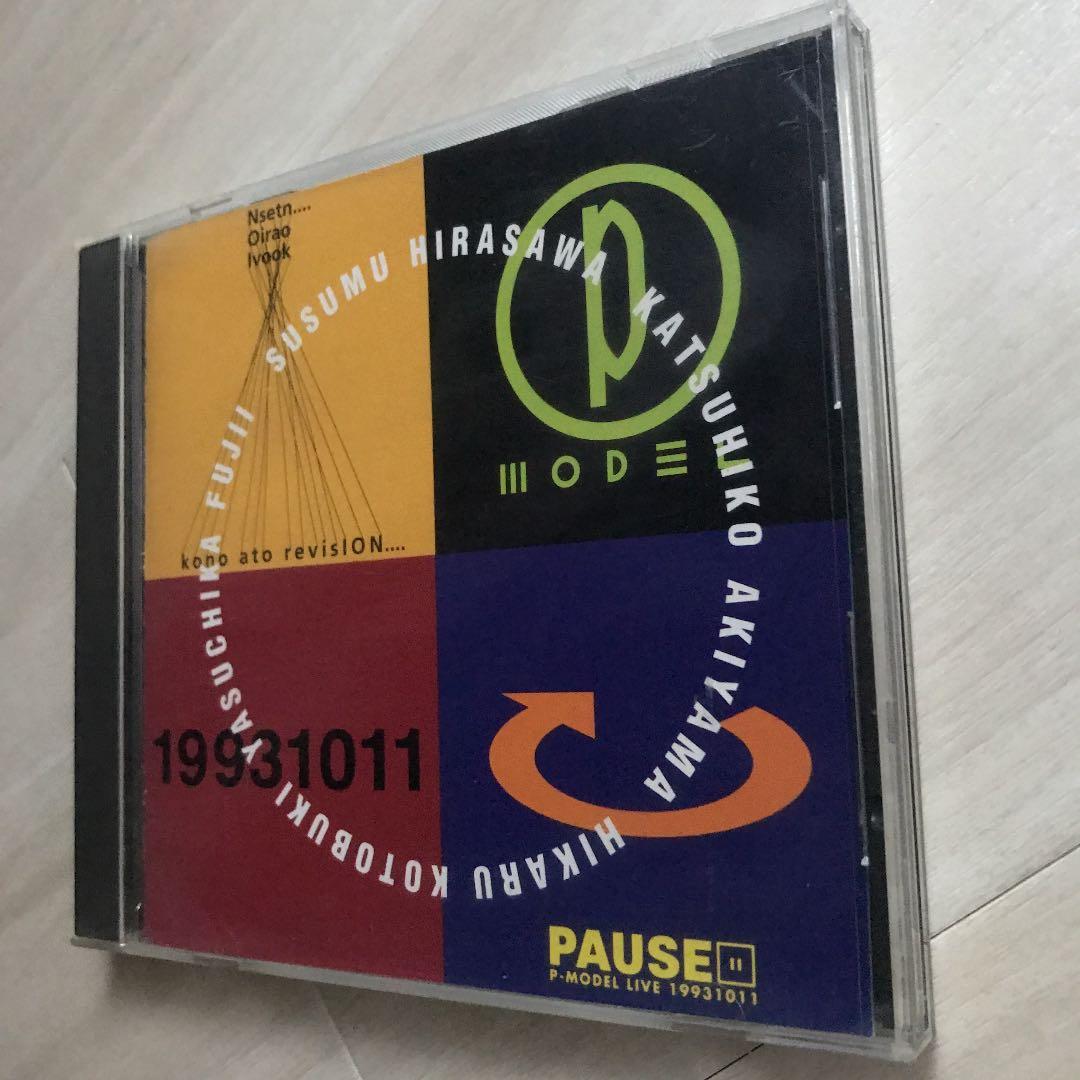 Nsetn....
Oirao
Ivook
kono ato revisION....
P
MODEL
SUSUMU HIRASAWA KATSUHIKO AKIYAMA HIKARU KOTOBUKI YASUCHIKA FUJII
19931011
PAUSE
P-MODEL LIVE 19931011